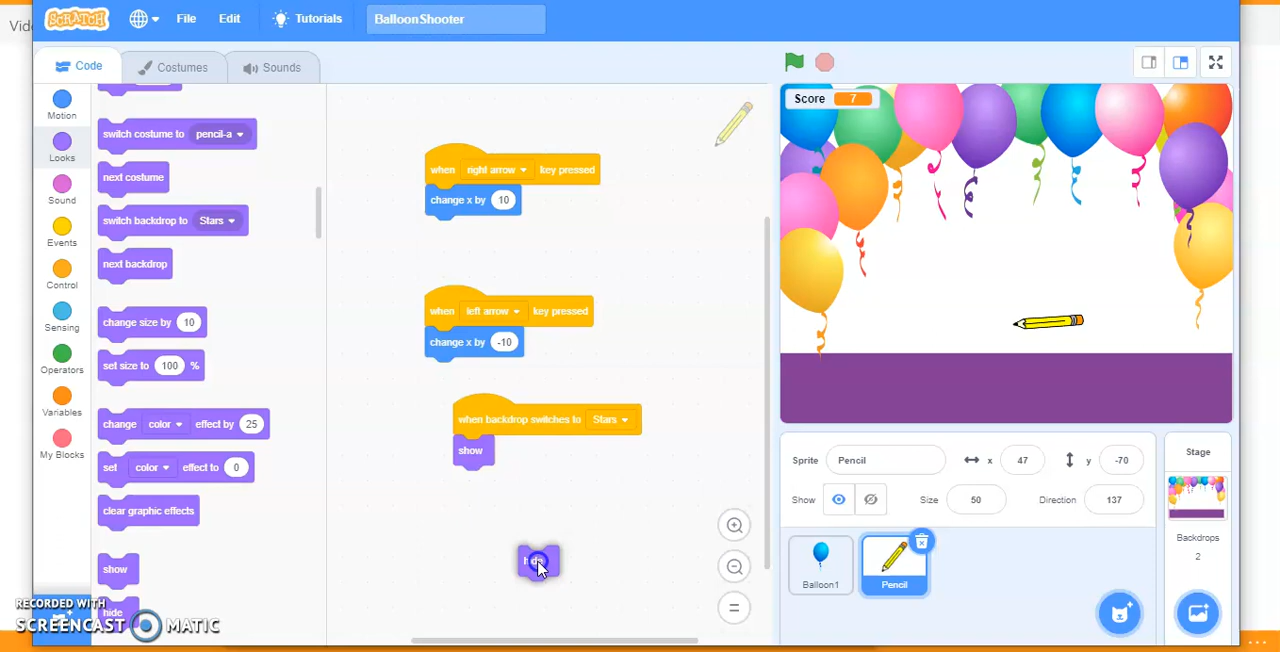 Vid
SCRATCH
File
Edit
Tutorials
BalloonShooter
Code
Costumes
Sounds
Motion
Looks
Sound
Events
Control
Sensing
Operators
Variables
My Blocks
switch costume to pencil-a
next costume
switch backdrop to Stars
next backdrop
change size by 10
set size to 100 %
change color effect by 25
set color effect to 0
clear graphic effects
show
hide
when right arrow key pressed
change x by 10
when left arrow key pressed
change x by -10
when backdrop switches to Stars
show
Score 7
Sprite Pencil x 47 y -70
Show Size 50 Direction 137
Balloon1
Pencil
Stage
Backdrops
2
RECORDED WITH
SCREENCAST MATIC